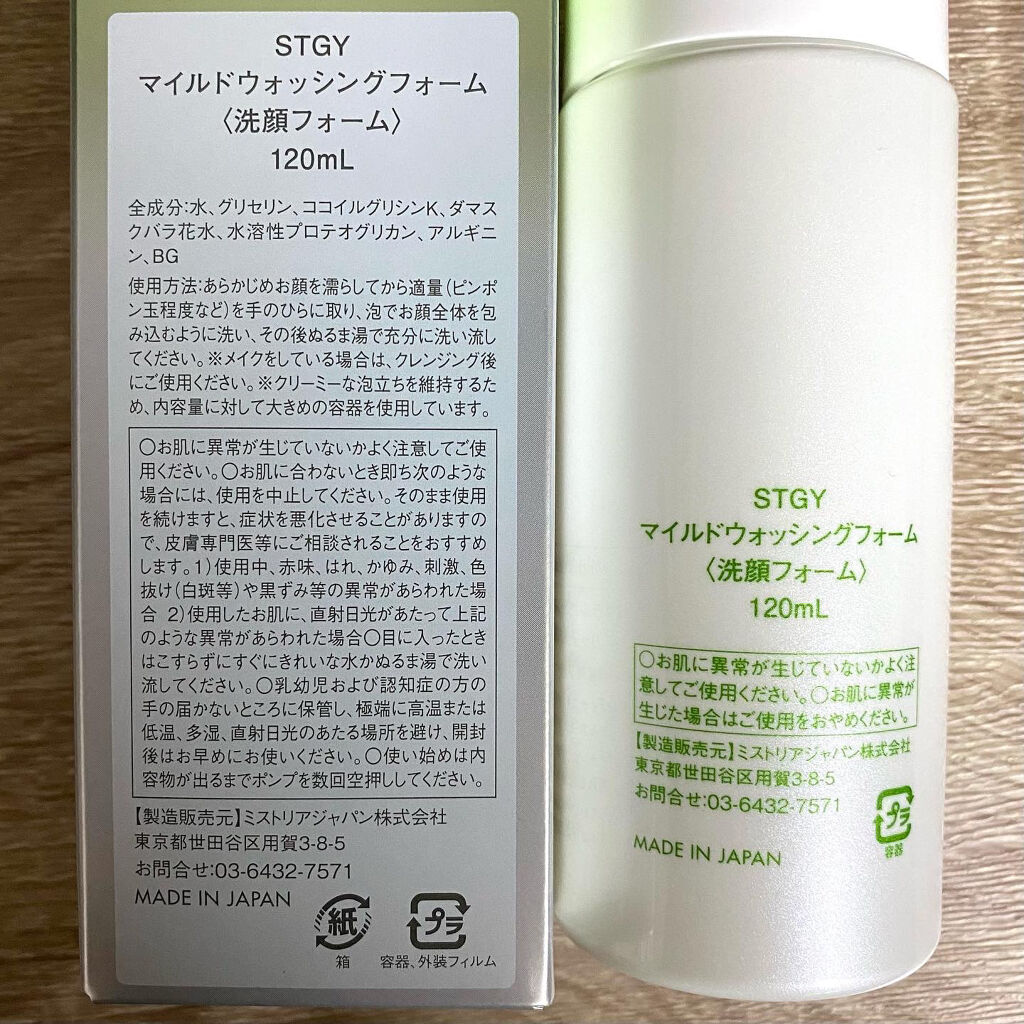 STGY
マイルドウォッシングフォーム
〈洗顔フォーム〉
120mL
全成分:水、グリセリン、ココイルグリシンK、ダマス
クバラ花水、水溶性プロテオグリカン、アルギニ
ン、BG
使用方法:あらかじめお顔を濡らしてから適量(ピンポ
ン玉程度など)を手のひらに取り、泡でお顔全体を包
み込むように洗い、その後ぬるま湯で充分に洗い流し
てください。※メイクをしている場合は、クレンジング後
にご使用ください。※クリーミーな泡立ちを維持するた
め、内容量に対して大きめの容器を使用しています。
〇お肌に異常が生じていないかよく注意してご使
用ください。〇お肌に合わないとき即ち次のような
場合には、使用を中止してください。そのまま使用
を続けますと、症状を悪化させることがありますの
で、皮膚専門医等にご相談されることをおすすめ
します。1)使用中、赤味、はれ、かゆみ、刺激、色
抜け(白斑等)や黒ずみ等の異常があらわれた場
合 2)使用したお肌に、直射日光があたって上記
のような異常があらわれた場合〇目に入ったとき
はこすらずにすぐにきれいな水かぬるま湯で洗い
流してください。〇乳幼児および認知症の方の
手の届かないところに保管し、極端に高温または
低温、多湿、直射日光のあたる場所を避け、開封
後はお早めにお使いください。〇使い始めは内
容物が出るまでポンプを数回空押ししてください。
【製造販売元】ミストリアジャパン株式会社
東京都世田谷区用賀3-8-5
お問合せ:03-6432-7571
MADE IN JAPAN
紙
箱
プラ
容器、外装フィルム
STGY
マイルドウォッシングフォーム
〈洗顔フォーム〉
120mL
〇お肌に異常が生じていないかよく注
意してご使用ください。〇お肌に異常が
生じた場合はご使用をおやめください。
【製造販売元】ミストリアジャパン株式会社
東京都世田谷区用賀3-8-5
お問合せ:03-6432-7571
MADE IN JAPAN
プラ
容器